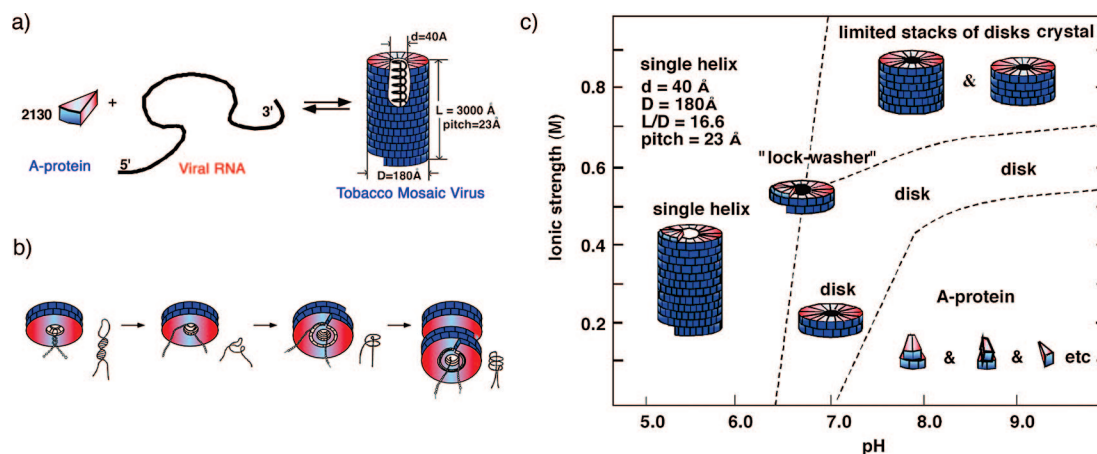 a)
d=40A
2130
+
3'
5'
L = 3000 Å
pitch=23Å
A-protein
Viral RNA
D=180Å
Tobacco Mosaic Virus
b)
c)
limited stacks of disks crystal
single helix
d = 40 Å
D = 180Å
L/D = 16.6
pitch = 23 Å
&
"lock-washer"
disk
disk
single helix
disk
A-protein
& & etc
Ionic strength (M)
0.8
0.6
0.4
0.2
5.0 6.0 7.0 8.0 9.0
pH